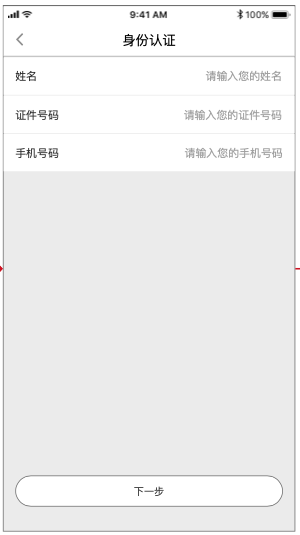 9:41 AM 100%
身份认证
姓名 请输入您的姓名
证件号码 请输入您的证件号码
手机号码 请输入您的手机号码
下一步